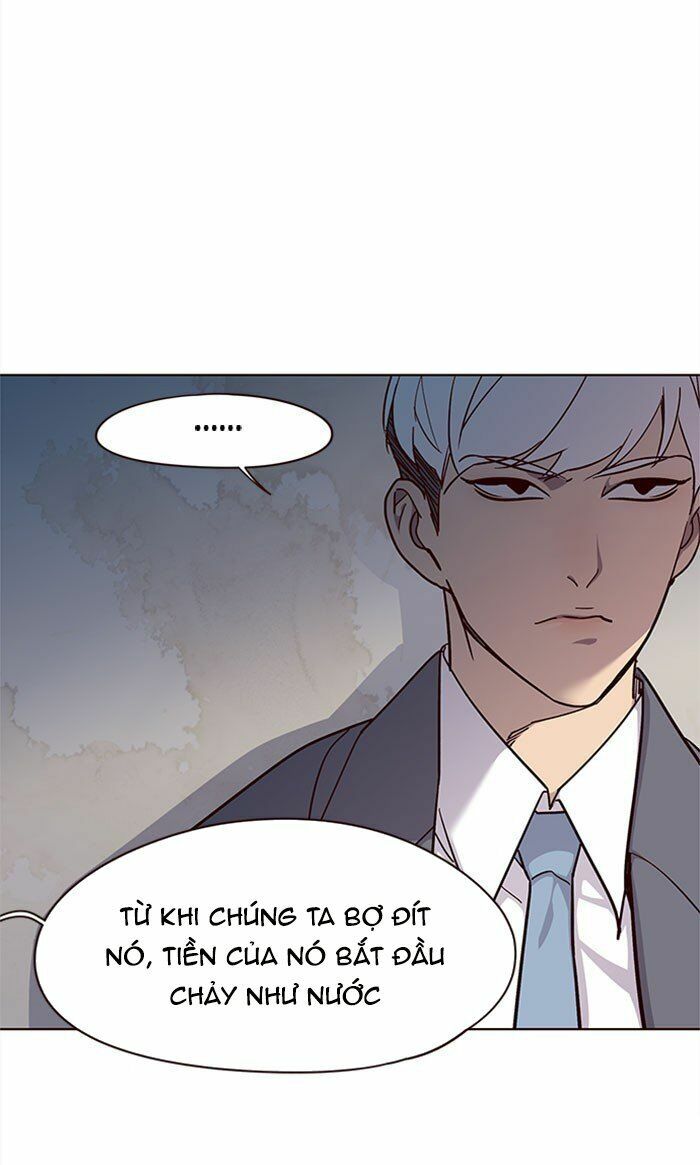 ......
TỪ KHI CHÚNG TA BỢ ĐÍT
NÓ, TIỀN CỦA NÓ BẮT ĐẦU
CHẢY NHƯ NƯỚC